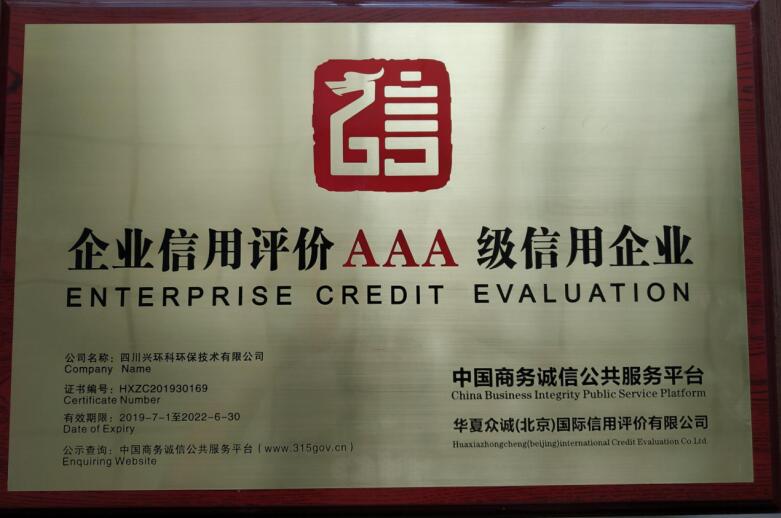 信
企业信用评价AAA级信用企业
ENTERPRISE CREDIT EVALUATION
公司名称：四川兴环科环保技术有限公司
Company Name
证书编号：HXZC201930169
Certificate Number
有效期限：2019-7-1至2022-6-30
Date of Expiry
公示查询：中国商务诚信公共服务平台（www.315gov.cn）
Enquiring Website
中国商务诚信公共服务平台
China Business Integrity Public Service Platform
华夏众诚(北京)国际信用评价有限公司
Huaxiazhongcheng(beijing)international Credit Evaluation Co Ltd